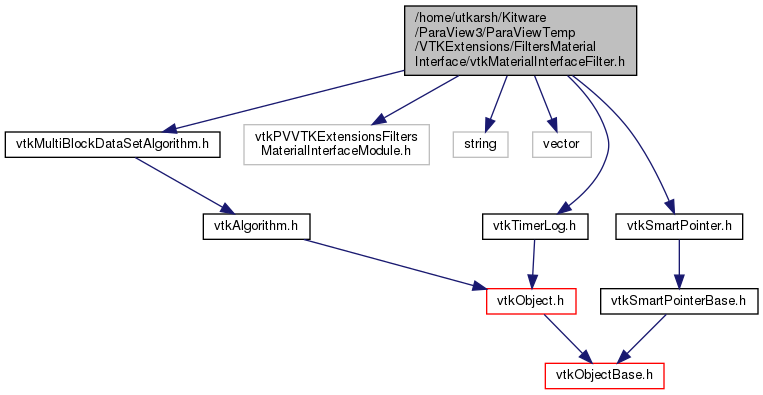 /home/utkarsh/Kitware
/ParaView3/ParaViewTemp
/VTKExtensions/FiltersMaterial
Interface/vtkMaterialInterfaceFilter.h
vtkMultiBlockDataSetAlgorithm.h
vtkPVVTKExtensionsFilters
MaterialInterfaceModule.h
string
vector
vtkAlgorithm.h
vtkTimerLog.h
vtkSmartPointer.h
vtkObject.h
vtkSmartPointerBase.h
vtkObjectBase.h